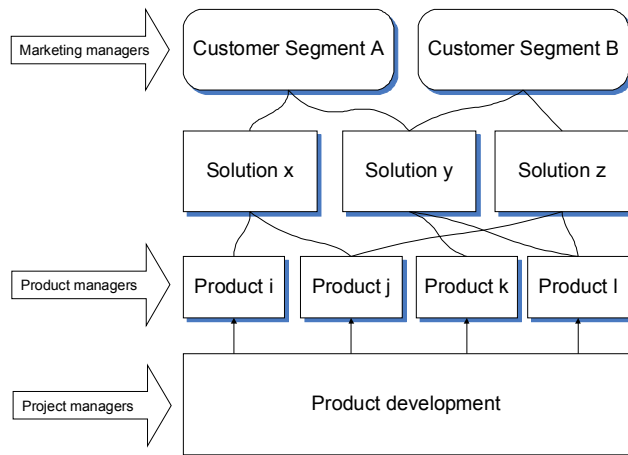 Marketing managers
Customer Segment A
Customer Segment B
Solution x
Solution y
Solution z
Product managers
Product i
Product j
Product k
Product l
Project managers
Product development